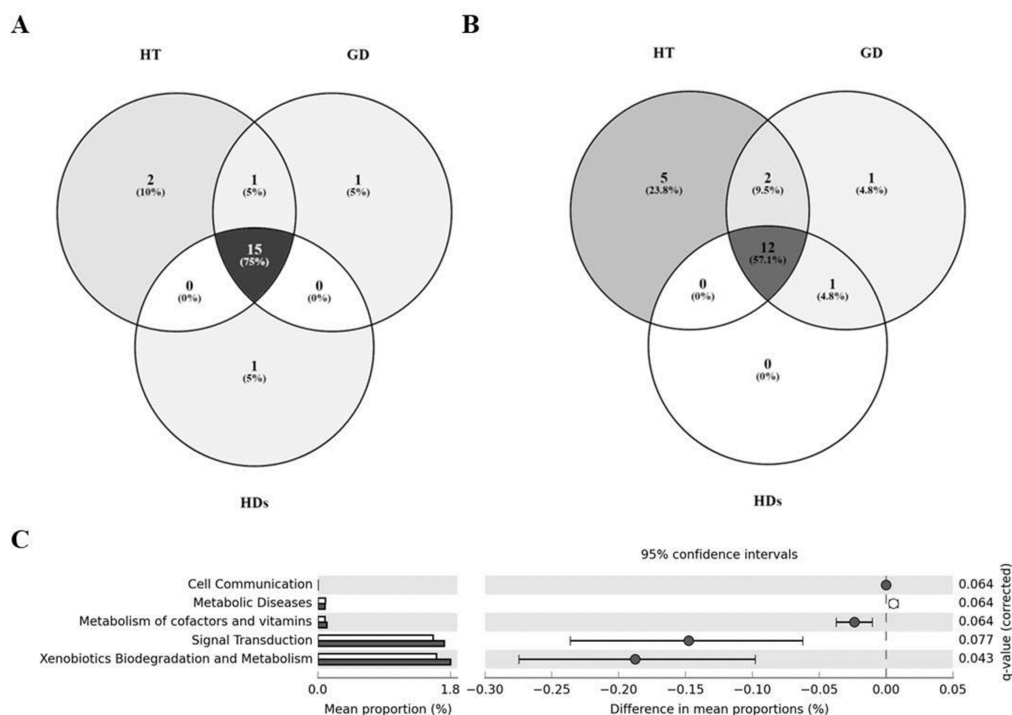 A
B
HT
GD
HT
GD
2
(10%)
1
(5%)
1
(5%)
5
(23.8%)
2
(9.5%)
1
(4.8%)
15
(75%)
12
(57.1%)
0
(0%)
0
(0%)
0
(0%)
1
(4.8%)
1
(5%)
0
(0%)
HDs
HDs
C
95% confidence intervals
Cell Communication
0.064
Metabolic Diseases
0.064
Metabolism of cofactors and vitamins
0.064
Signal Transduction
0.077
Xenobiotics Biodegradation and Metabolism
0.043
q-value (corrected)
0.0 1.8
−0.30 −0.25 −0.20 −0.15 −0.10 −0.05 0.00 0.05
Mean proportion (%)
Difference in mean proportions (%)